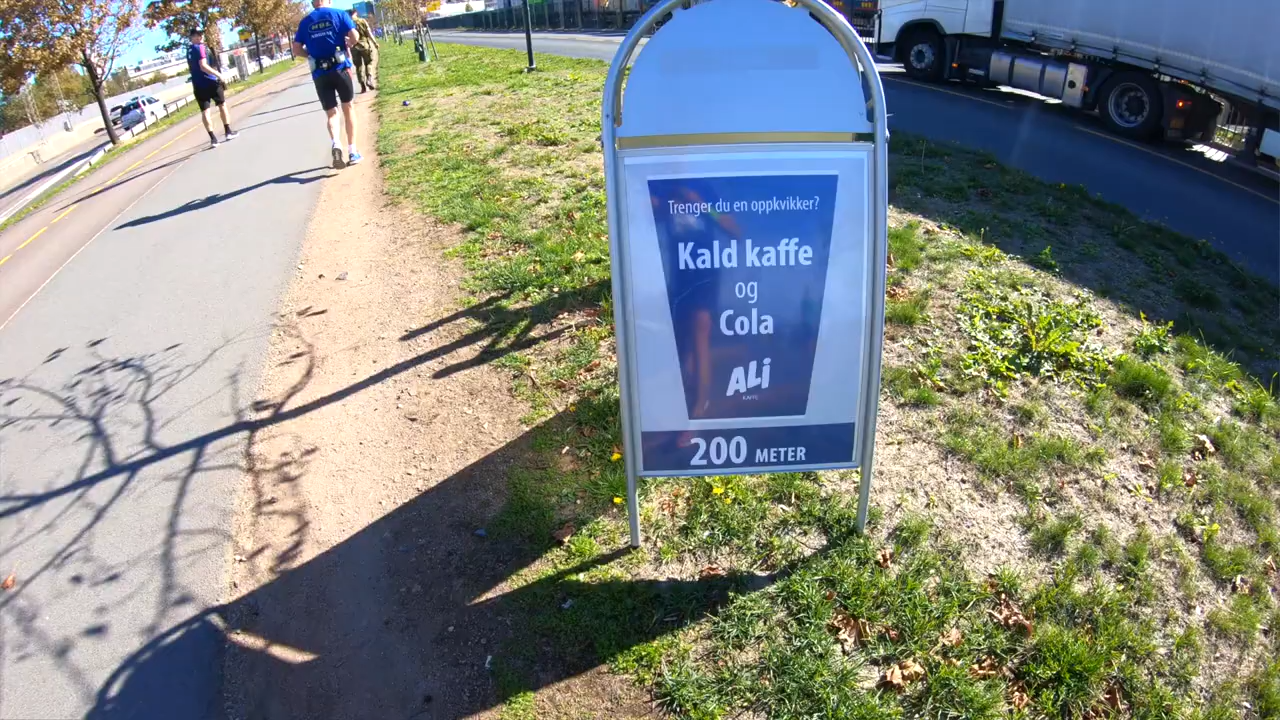 Trenger du en oppkvikker?
Kald kaffe
og
Cola
ALi
KAFFE
200 METER